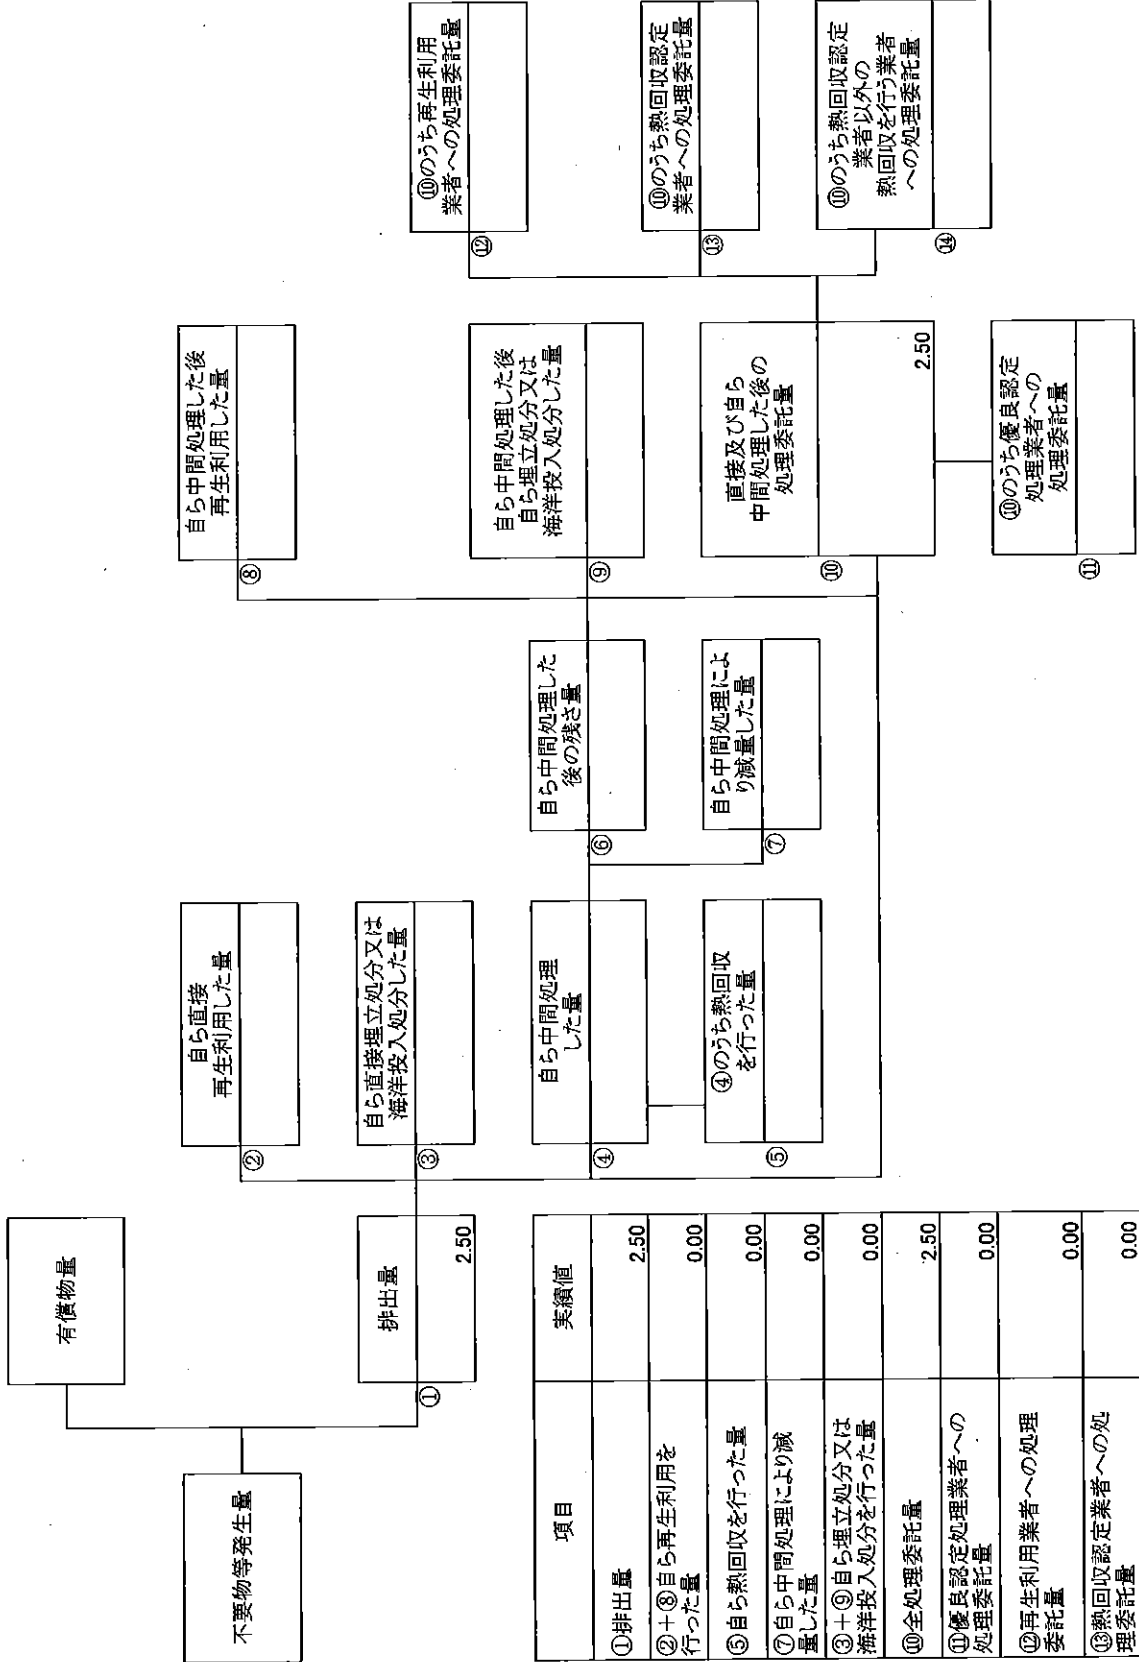 不要物等発生量
有償物量
①
排出量
2.50
②
自ら直接
再生利用した量
③
自ら直接埋立処分又は
海洋投入処分した量
④
自ら中間処理
した量
⑤
④のうち熱回収
を行った量
⑥
自ら中間処理した
後の残さ量
⑦
自ら中間処理によ
り減量した量
⑧
自ら中間処理した後
再生利用した量
⑨
自ら中間処理した後
自ら埋立処分又は
海洋投入処分した量
⑩
直接及び自ら
中間処理した後の
処理委託量
2.50
⑪
⑩のうち優良認定
処理業者への
処理委託量
⑫
⑩のうち再生利用
業者への処理委託量
⑬
⑩のうち熱回収認定
業者への処理委託量
⑭
⑩のうち熱回収認定
業者以外の
熱回収を行う業者
への処理委託量
項目 実績値
①排出量 2.50
②+⑧自ら再生利用を
行った量 0.00
⑤自ら熱回収を行った量 0.00
⑦自ら中間処理により減
量した量 0.00
③+⑨自ら埋立処分又は
海洋投入処分を行った量 0.00
⑩全処理委託量 2.50
⑪優良認定処理業者への
処理委託量 0.00
⑫再生利用業者への処理
委託量 0.00
⑬熱回収認定業者への処
理委託量 0.00